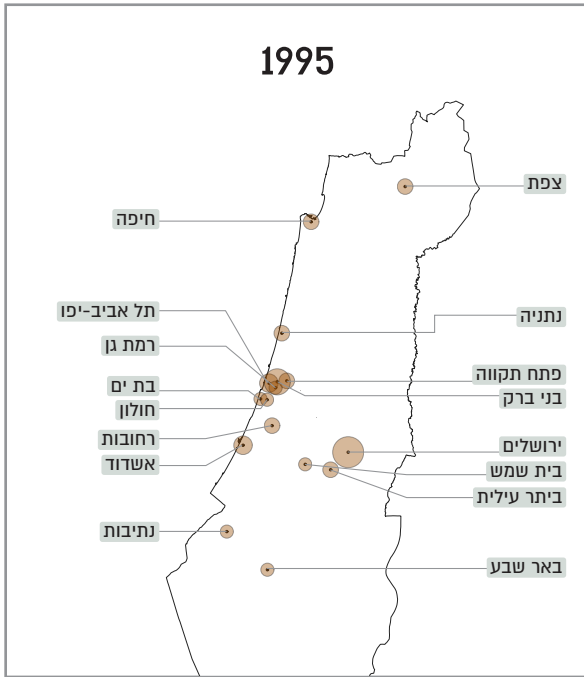 1995
צפת
חיפה
נתניה
תל אביב-יפו
רמת גן
פתח תקווה
בני ברק
בת ים
חולון
רחובות
אשדוד
ירושלים
בית שמש
ביתר עילית
נתיבות
באר שבע